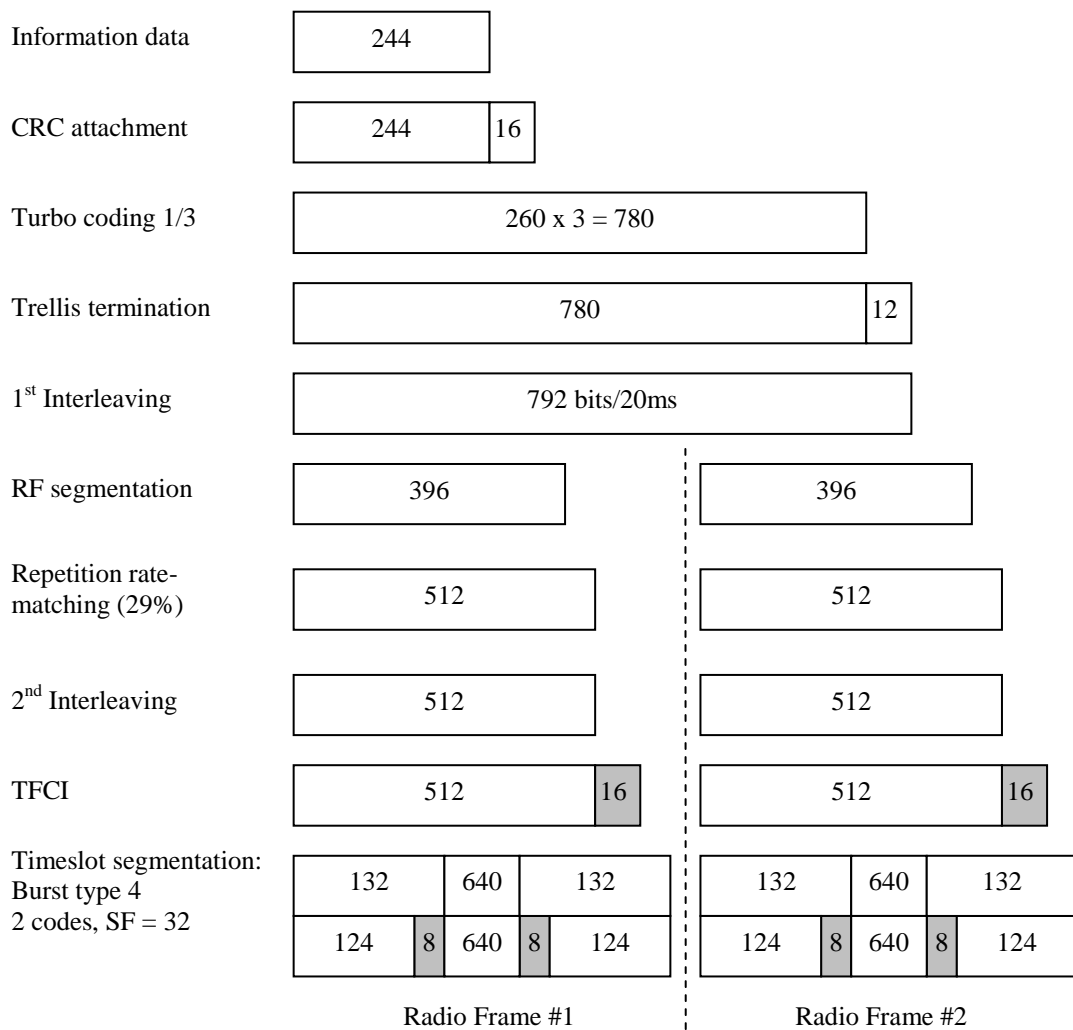 Information data
244
CRC attachment
244 16
Turbo coding 1/3
260 x 3 = 780
Trellis termination
780 12
1st Interleaving
792 bits/20ms
RF segmentation
396 396
Repetition rate-
matching (29%)
512 512
2nd Interleaving
512 512
TFCI
512 16 512 16
Timeslot segmentation:
Burst type 4
2 codes, SF = 32
132 640 132 132 640 132
124 8 640 8 124 124 8 640 8 124
Radio Frame #1 Radio Frame #2